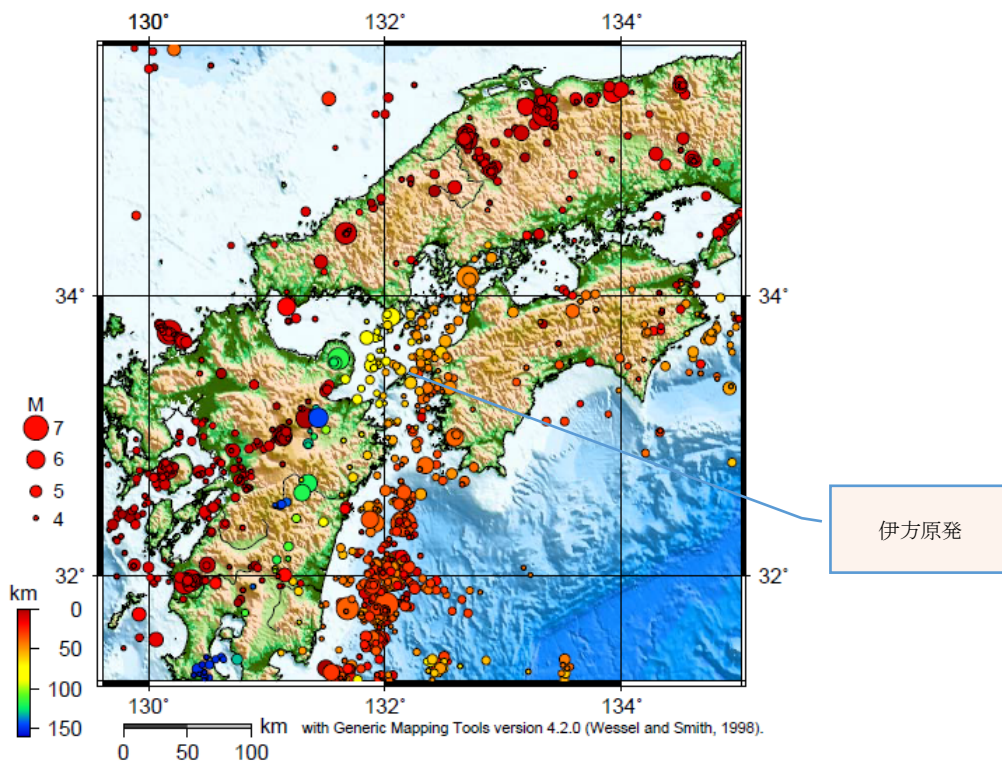 130° 132° 134°
34° 34°
M
7
6
5
4
伊方原発
32° 32°
km
0
50
100
150
130° 132° 134°
km with Generic Mapping Tools version 4.2.0 (Wessel and Smith, 1998).
0 50 100